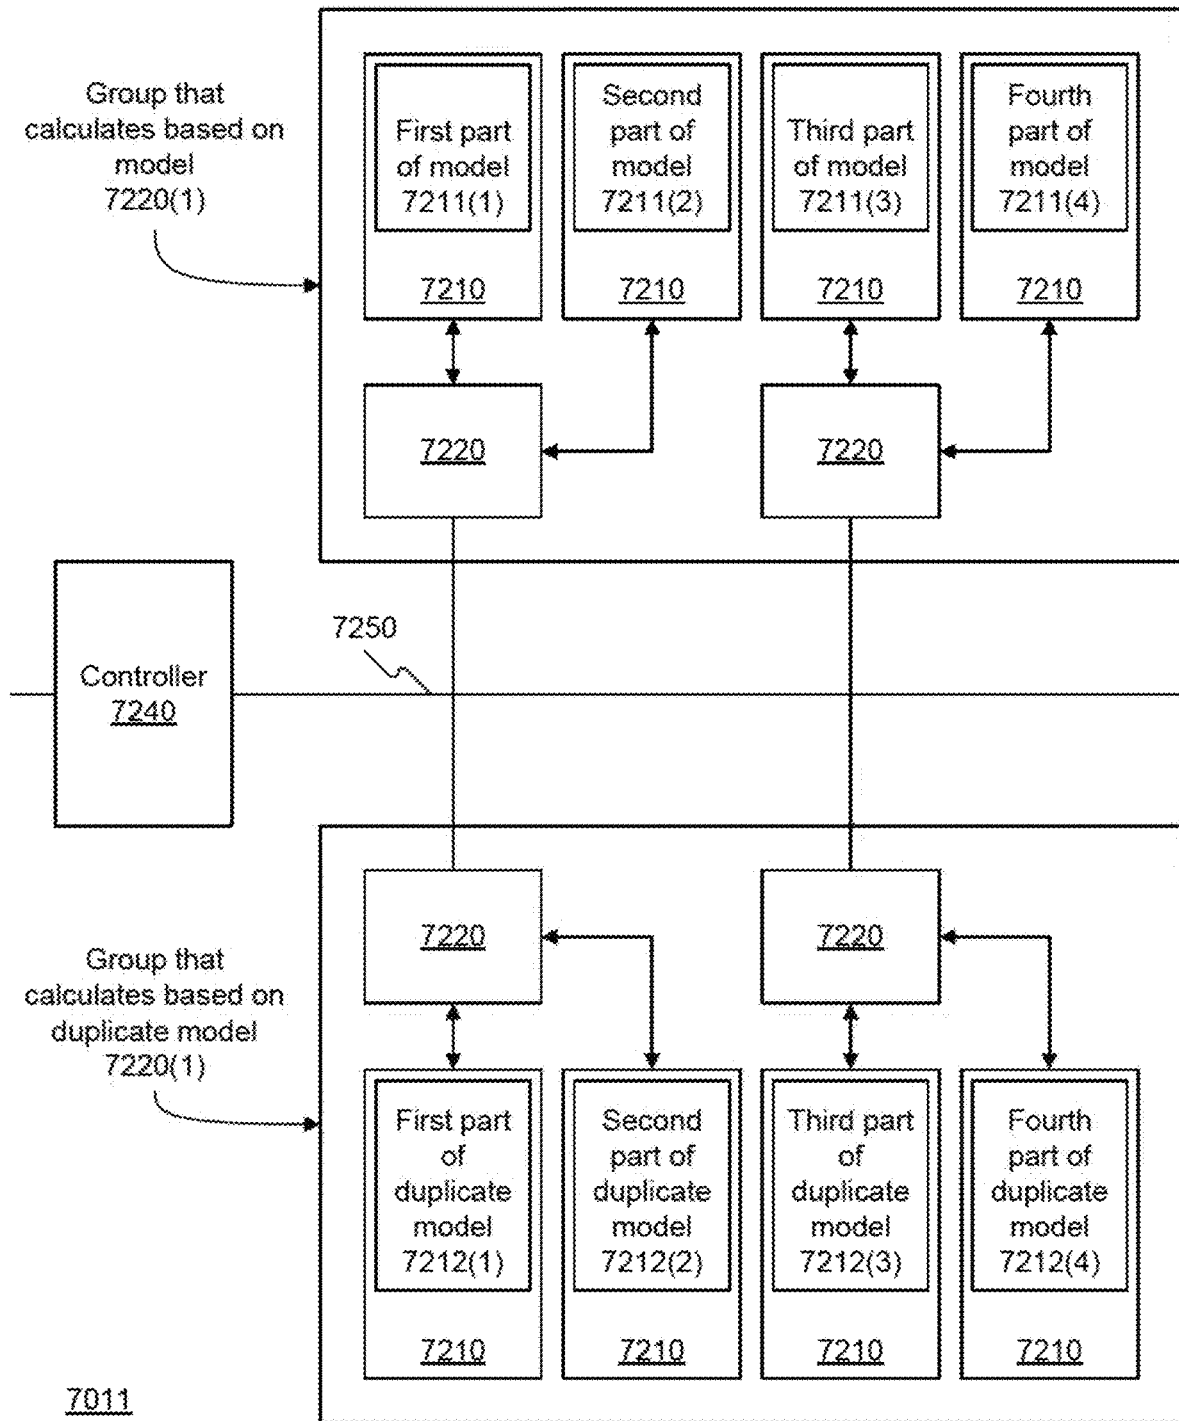 Group that
calculates based on
model
7220(1)
First part
of model
7211(1)
7210
Second
part of
model
7211(2)
7210
Third part
of model
7211(3)
7210
Fourth
part of
model
7211(4)
7210
7220
7220
7250
Controller
7240
Group that
calculates based on
duplicate model
7220(1)
7220
7220
First part
of
duplicate
model
7212(1)
7210
Second
part of
duplicate
model
7212(2)
7210
Third part
of
duplicate
model
7212(3)
7210
Fourth
part of
duplicate
model
7212(4)
7210
7011